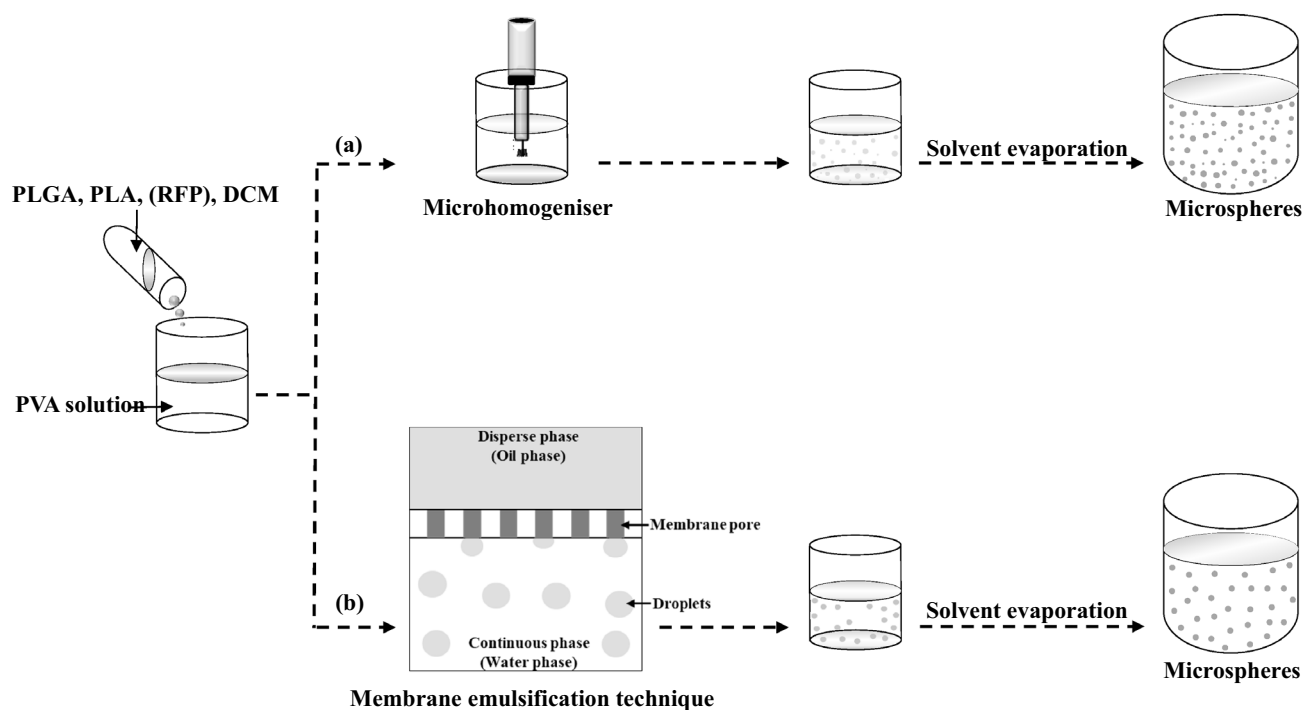 PLGA, PLA, (RFP), DCM
PVA solution
(a)
Microhomogeniser
Solvent evaporation
Microspheres
(b)
Disperse phase
(Oil phase)
Membrane pore
Droplets
Continuous phase
(Water phase)
Membrane emulsification technique
Solvent evaporation
Microspheres